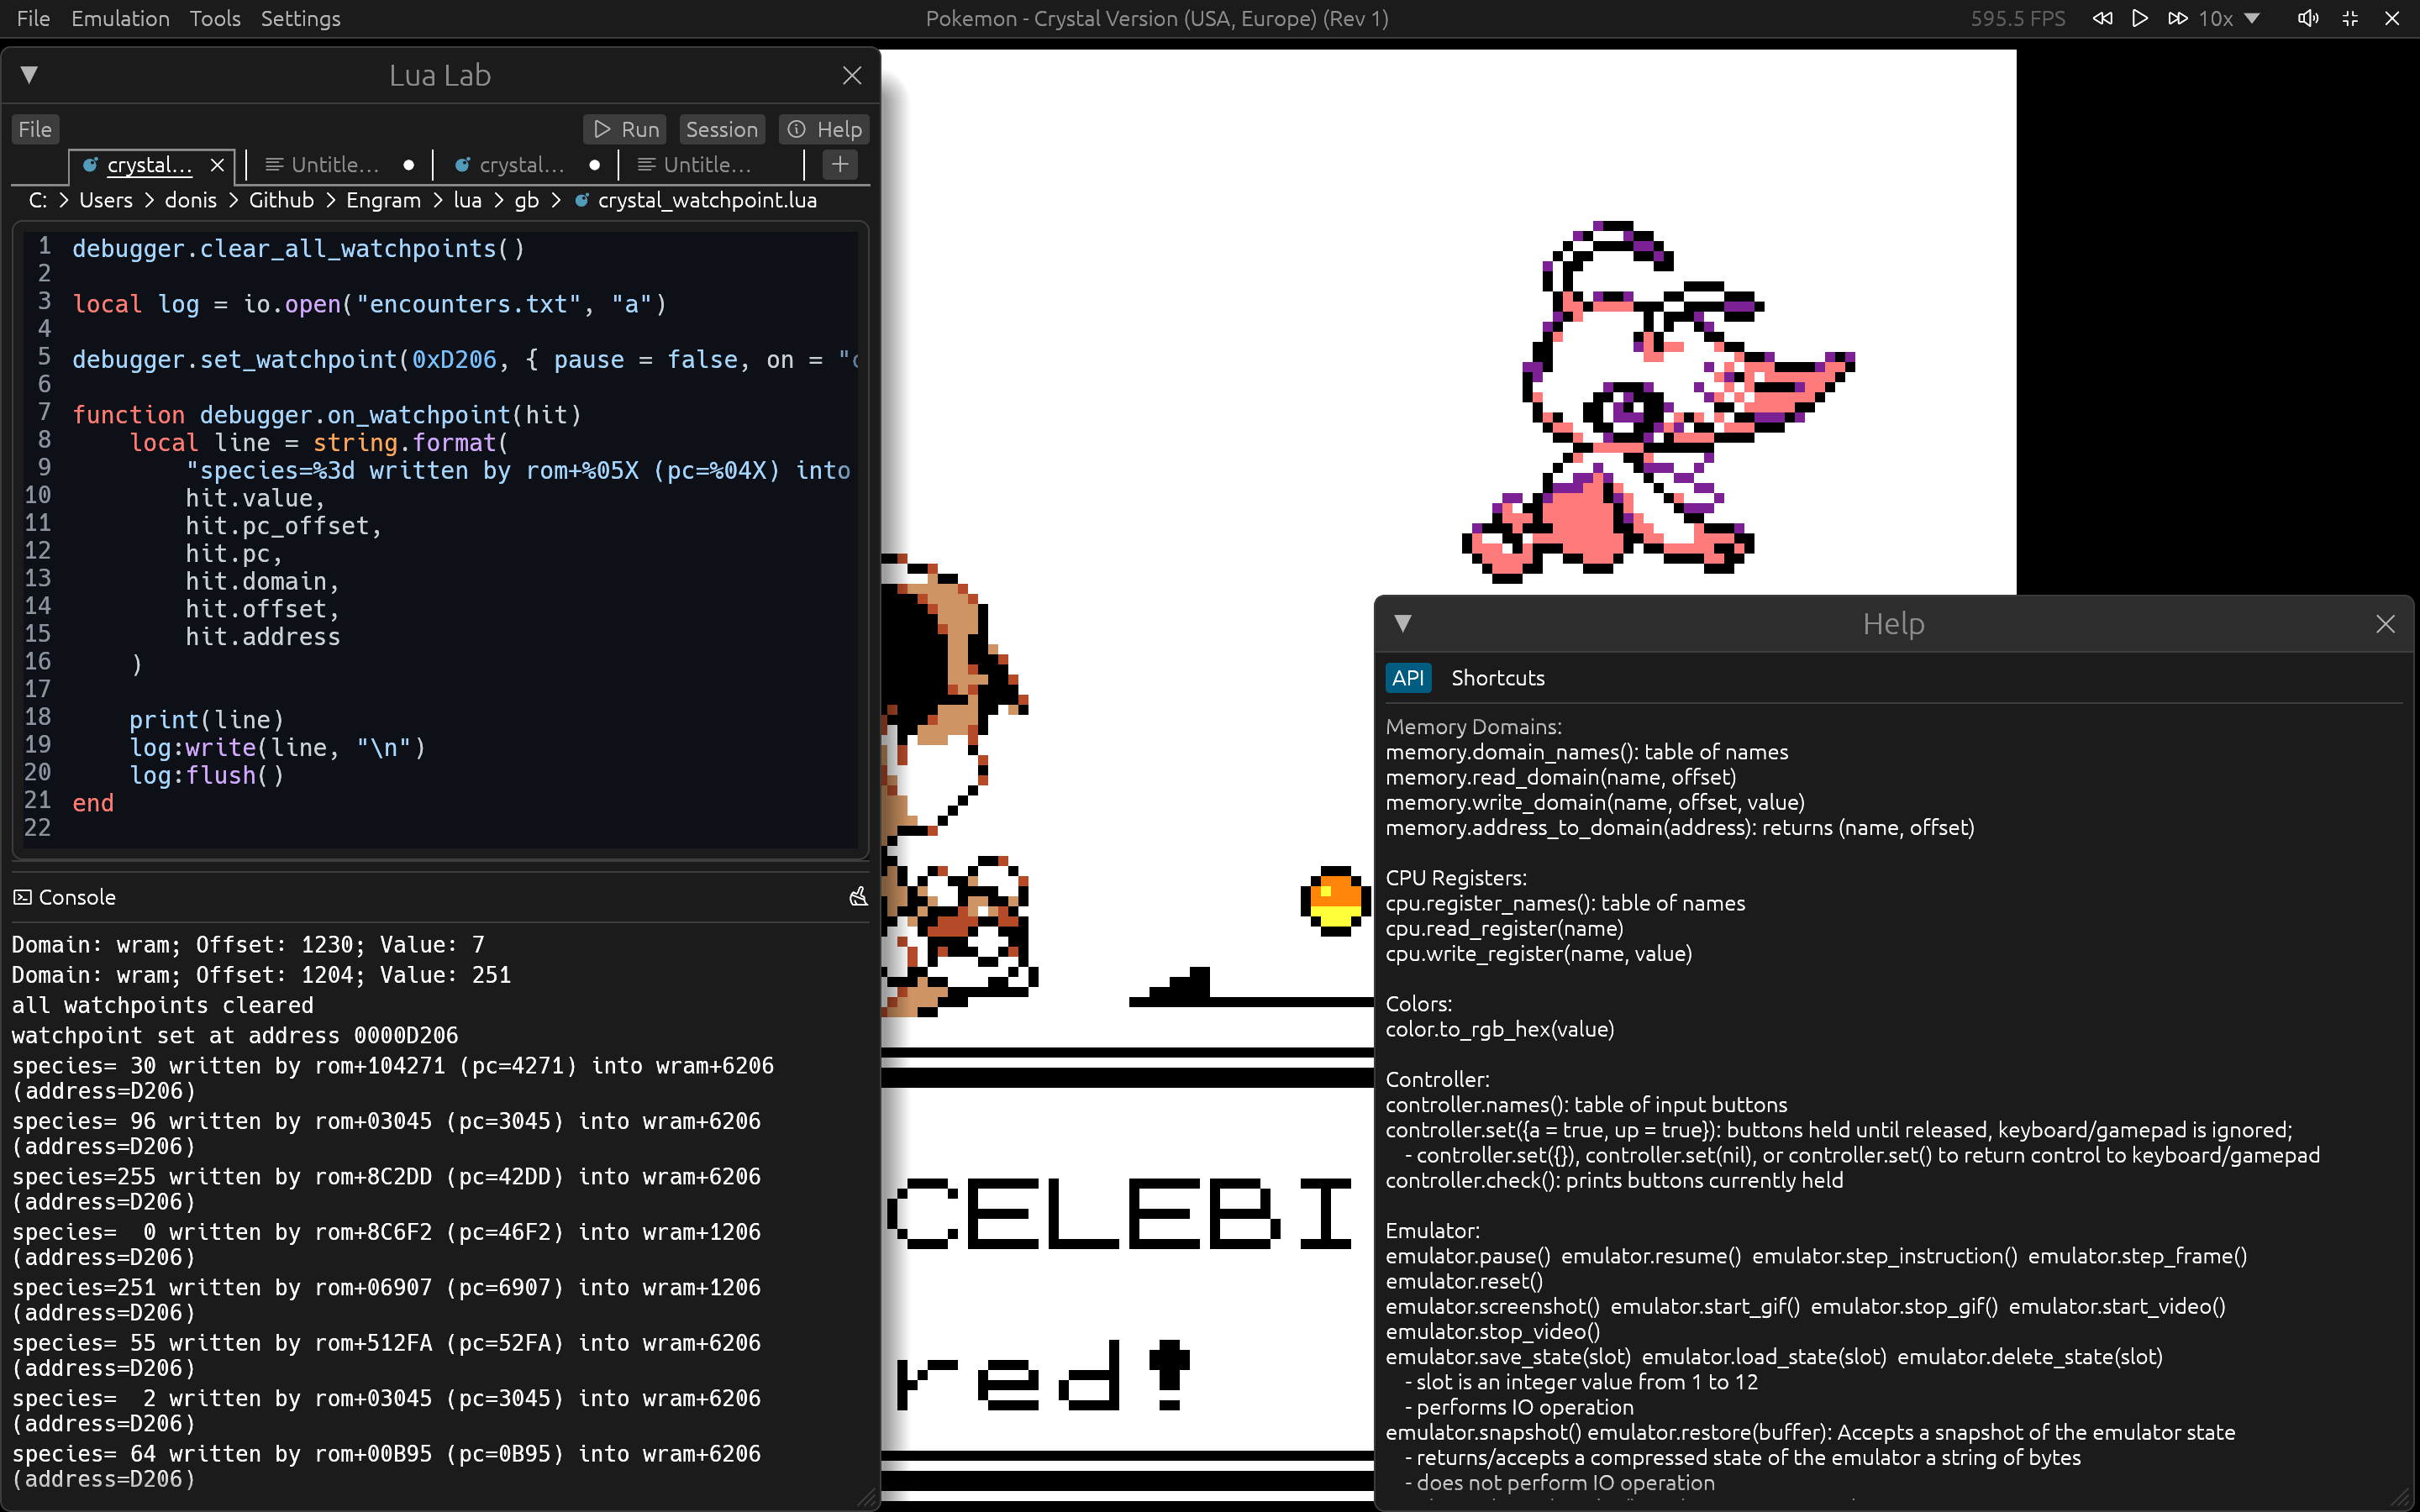 File Emulation Tools Settings
Pokemon - Crystal Version (USA, Europe) (Rev 1)
595.5 FPS 10x
Lua Lab
File Run Session Help
crystal... Untitle... crystal... Untitle...
C: > Users > donis > Github > Engram > lua > gb > crystal_watchpoint.lua
1 debugger.clear_all_watchpoints()
2
3 local log = io.open("encounters.txt", "a")
4
5 debugger.set_watchpoint(0xD206, { pause = false, on = "
6
7 function debugger.on_watchpoint(hit)
8 local line = string.format(
9 "species=%3d written by rom+%05X (pc=%04X) into
10 hit.value,
11 hit.pc_offset,
12 hit.pc,
13 hit.domain,
14 hit.offset,
15 hit.address
16 )
17
18 print(line)
19 log:write(line, "\n")
20 log:flush()
21 end
22
Console
Domain: wram; Offset: 1230; Value: 7
Domain: wram; Offset: 1204; Value: 251
all watchpoints cleared
watchpoint set at address 0000D206
species= 30 written by rom+104271 (pc=4271) into wram+6206
(address=D206)
species= 96 written by rom+03045 (pc=3045) into wram+6206
(address=D206)
species=255 written by rom+8C2DD (pc=42DD) into wram+6206
(address=D206)
species=  0 written by rom+8C6F2 (pc=46F2) into wram+1206
(address=D206)
species=251 written by rom+06907 (pc=6907) into wram+1206
(address=D206)
species= 55 written by rom+512FA (pc=52FA) into wram+6206
(address=D206)
species=  2 written by rom+03045 (pc=3045) into wram+6206
(address=D206)
species= 64 written by rom+00B95 (pc=0B95) into wram+6206
(address=D206)
CELEBI
red!
Help
API Shortcuts
Memory Domains:
memory.domain_names(): table of names
memory.read_domain(name, offset)
memory.write_domain(name, offset, value)
memory.address_to_domain(address): returns (name, offset)
CPU Registers:
cpu.register_names(): table of names
cpu.read_register(name)
cpu.write_register(name, value)
Colors:
color.to_rgb_hex(value)
Controller:
controller.names(): table of input buttons
controller.set({a = true, up = true}): buttons held until released, keyboard/gamepad is ignored;
- controller.set({}), controller.set(nil), or controller.set() to return control to keyboard/gamepad
controller.check(): prints buttons currently held
Emulator:
emulator.pause() emulator.resume() emulator.step_instruction() emulator.step_frame()
emulator.reset()
emulator.screenshot() emulator.start_gif() emulator.stop_gif() emulator.start_video()
emulator.stop_video()
emulator.save_state(slot) emulator.load_state(slot) emulator.delete_state(slot)
- slot is an integer value from 1 to 12
- performs IO operation
emulator.snapshot() emulator.restore(buffer): Accepts a snapshot of the emulator state
- returns/accepts a compressed state of the emulator a string of bytes
- does not perform IO operation